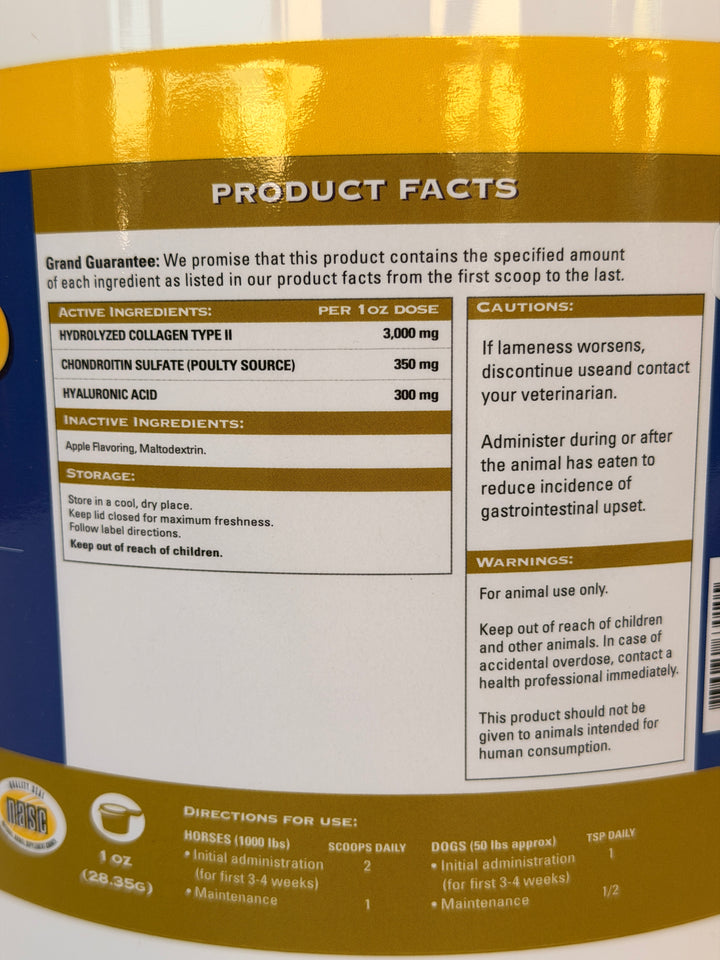 PRODUCT FACTS
Grand Guarantee: We promise that this product contains the specified amount
of each ingredient as listed in our product facts from the first scoop to the last.
ACTIVE INGREDIENTS: PER 1OZ DOSE
HYDROLYZED COLLAGEN TYPE II 3,000 mg
CHONDROITIN SULFATE (POULTY SOURCE) 350 mg
HYALURONIC ACID 300 mg
INACTIVE INGREDIENTS:
Apple Flavoring, Maltodextrin.
STORAGE:
Store in a cool, dry place.
Keep lid closed for maximum freshness.
Follow label directions.
Keep out of reach of children.
CAUTIONS:
If lameness worsens,
discontinue useand contact
your veterinarian.
Administer during or after
the animal has eaten to
reduce incidence of
gastrointestinal upset.
WARNINGS:
For animal use only.
Keep out of reach of children
and other animals. In case of
accidental overdose, contact a
health professional immediately.
This product should not be
given to animals intended for
human consumption.
nasc
1 OZ
(28.35G)
DIRECTIONS FOR USE:
HORSES (1000 lbs) SCOOPS DAILY
• Initial administration 2
(for first 3-4 weeks)
• Maintenance 1
DOGS (50 lbs approx) TSP DAILY
• Initial administration 1
(for first 3-4 weeks)
• Maintenance 1/2